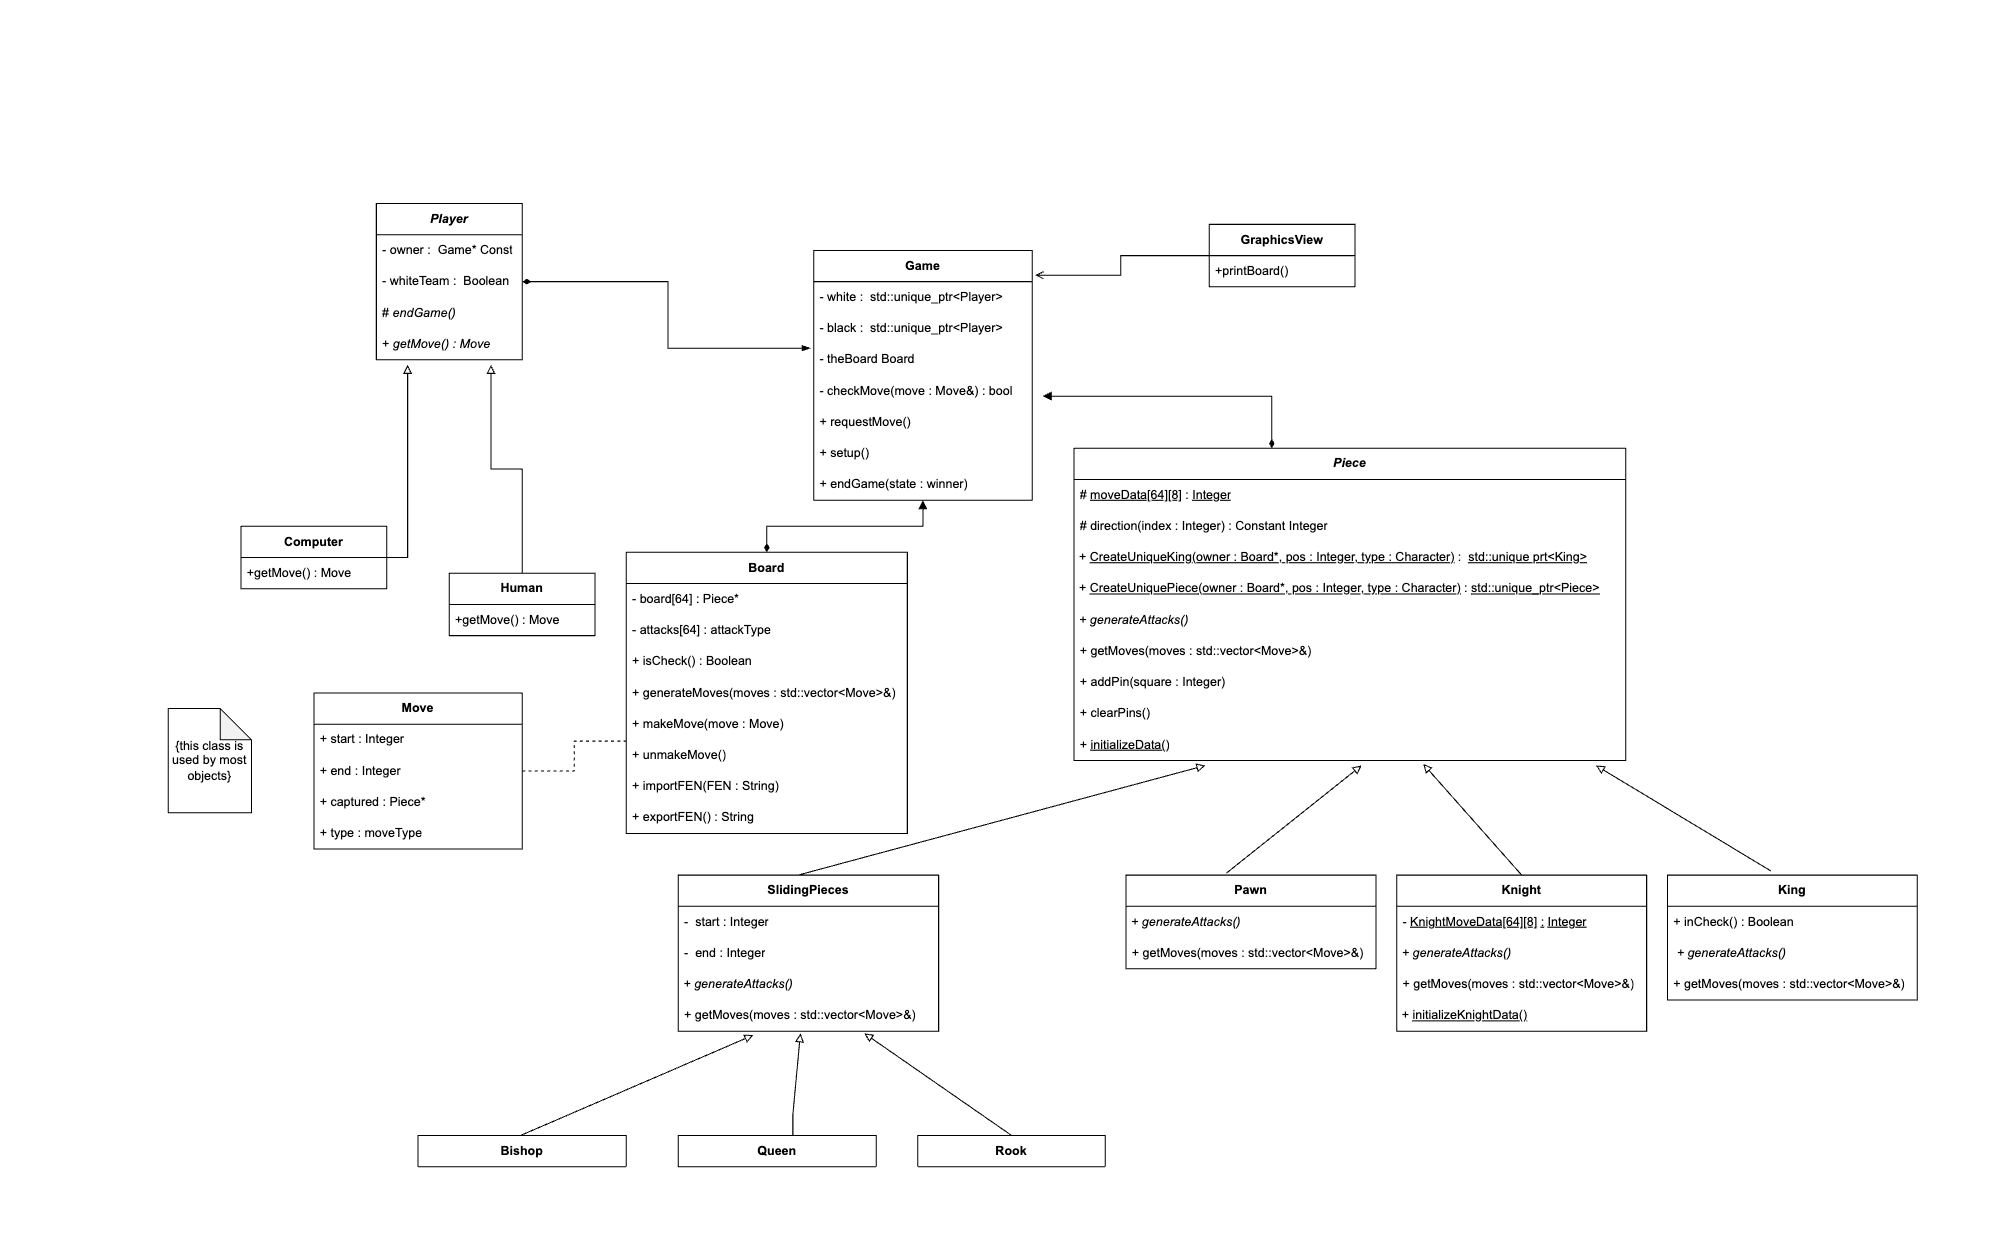 Player
- owner :  Game* Const
- whiteTeam :  Boolean
# endGame()
+ getMove() : Move
GraphicsView
+printBoard()
Game
- white :  std::unique_ptr<Player>
- black :  std::unique_ptr<Player>
- theBoard Board
- checkMove(move : Move&) : bool
+ requestMove()
+ setup()
+ endGame(state : winner)
Piece
# moveData[64][8] : Integer
# direction(index : Integer) : Constant Integer
+ CreateUniqueKing(owner : Board*, pos : Integer, type : Character) :  std::unique prt<King>
+ CreateUniquePiece(owner : Board*, pos : Integer, type : Character) : std::unique_ptr<Piece>
+ generateAttacks()
+ getMoves(moves : std::vector<Move>&)
+ addPin(square : Integer)
+ clearPins()
+ initializeData()
Computer
+getMove() : Move
Human
+getMove() : Move
Board
- board[64] : Piece*
- attacks[64] : attackType
+ isCheck() : Boolean
+ generateMoves(moves : std::vector<Move>&)
+ makeMove(move : Move)
+ unmakeMove()
+ importFEN(FEN : String)
+ exportFEN() : String
{this class is
used by most
objects}
Move
+ start : Integer
+ end : Integer
+ captured : Piece*
+ type : moveType
SlidingPieces
-  start : Integer
-  end : Integer
+ generateAttacks()
+ getMoves(moves : std::vector<Move>&)
Pawn
+ generateAttacks()
+ getMoves(moves : std::vector<Move>&)
Knight
- KnightMoveData[64][8] : Integer
+ generateAttacks()
+ getMoves(moves : std::vector<Move>&)
+ initializeKnightData()
King
+ inCheck() : Boolean
+ generateAttacks()
+ getMoves(moves : std::vector<Move>&)
Bishop
Queen
Rook